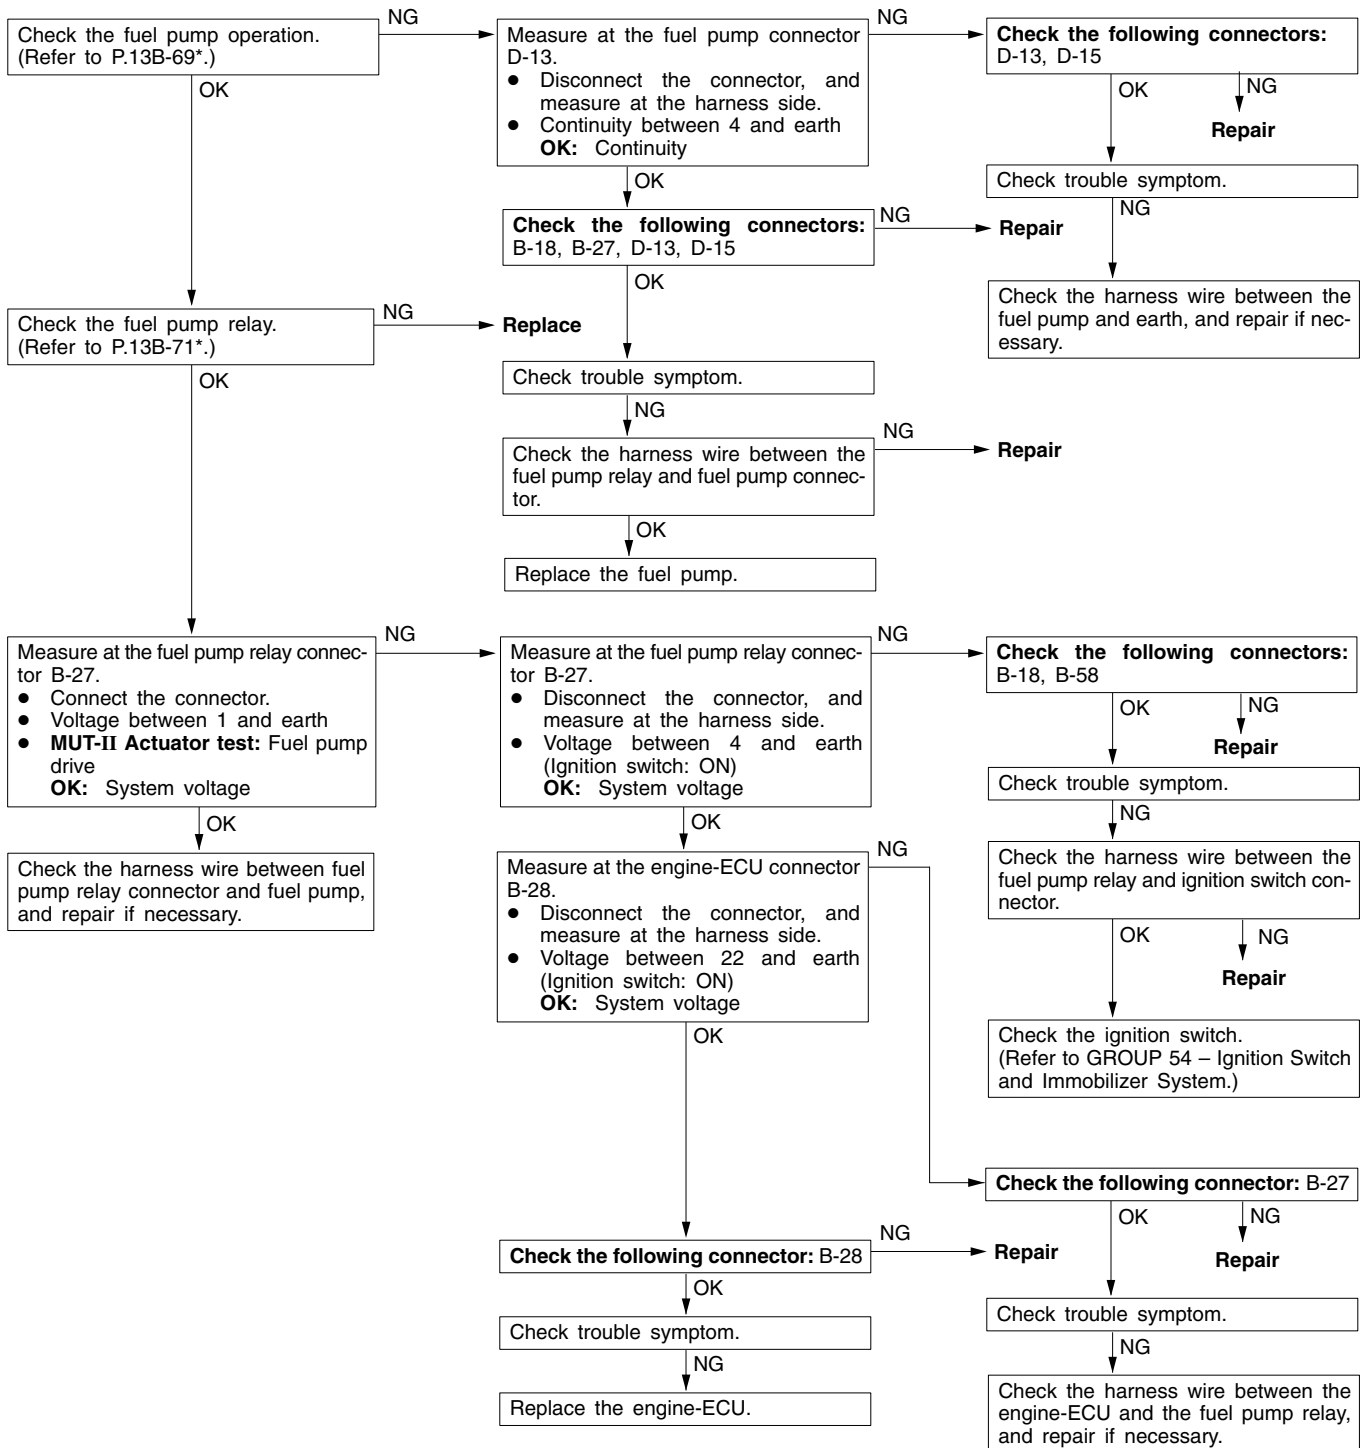 Check the fuel pump operation.
(Refer to P.13B-69*.)
NG
OK
Measure at the fuel pump connector
D-13.
● Disconnect the connector, and
measure at the harness side.
● Continuity between 4 and earth
OK: Continuity
NG
OK
Check the following connectors:
D-13, D-15
OK
NG
Repair
Check trouble symptom.
NG
Check the harness wire between the
fuel pump and earth, and repair if nec-
essary.
Check the following connectors:
B-18, B-27, D-13, D-15
NG
Repair
OK
Check the fuel pump relay.
(Refer to P.13B-71*.)
NG
Replace
OK
Check trouble symptom.
NG
Check the harness wire between the
fuel pump relay and fuel pump connec-
tor.
NG
Repair
OK
Replace the fuel pump.
Measure at the fuel pump relay connec-
tor B-27.
● Connect the connector.
● Voltage between 1 and earth
● MUT-II Actuator test: Fuel pump
drive
OK: System voltage
NG
OK
Check the harness wire between fuel
pump relay connector and fuel pump,
and repair if necessary.
Measure at the fuel pump relay connec-
tor B-27.
● Disconnect the connector, and
measure at the harness side.
● Voltage between 4 and earth
(Ignition switch: ON)
OK: System voltage
NG
OK
Check the following connectors:
B-18, B-58
OK
NG
Repair
Check trouble symptom.
NG
Check the harness wire between the
fuel pump relay and ignition switch con-
nector.
OK
NG
Repair
Check the ignition switch.
(Refer to GROUP 54 – Ignition Switch
and Immobilizer System.)
Measure at the engine-ECU connector
B-28.
● Disconnect the connector, and
measure at the harness side.
● Voltage between 22 and earth
(Ignition switch: ON)
OK: System voltage
NG
OK
Check the following connector: B-27
OK
NG
Repair
Check trouble symptom.
NG
Check the harness wire between the
engine-ECU and the fuel pump relay,
and repair if necessary.
Check the following connector: B-28
NG
Repair
OK
Check trouble symptom.
NG
Replace the engine-ECU.